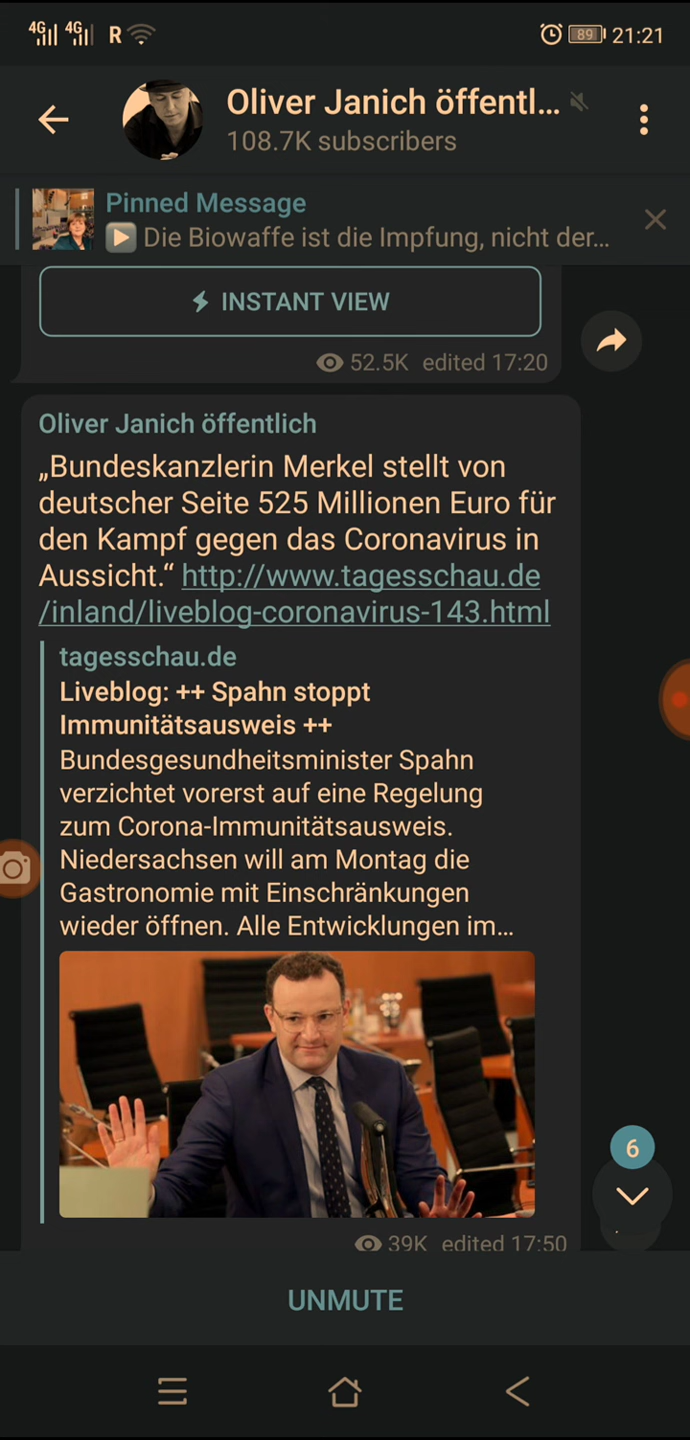 4G 4G R 89 21:21
Oliver Janich öffentl...
108.7K subscribers
Pinned Message
Die Biowaffe ist die Impfung, nicht der...
INSTANT VIEW
52.5K edited 17:20
Oliver Janich öffentlich
„Bundeskanzlerin Merkel stellt von
deutscher Seite 525 Millionen Euro für
den Kampf gegen das Coronavirus in
Aussicht.“ http://www.tagesschau.de
/inland/liveblog-coronavirus-143.html
tagesschau.de
Liveblog: ++ Spahn stoppt
Immunitätsausweis ++
Bundesgesundheitsminister Spahn
verzichtet vorerst auf eine Regelung
zum Corona-Immunitätsausweis.
Niedersachsen will am Montag die
Gastronomie mit Einschränkungen
wieder öffnen. Alle Entwicklungen im...
6
39K edited 17:50
UNMUTE